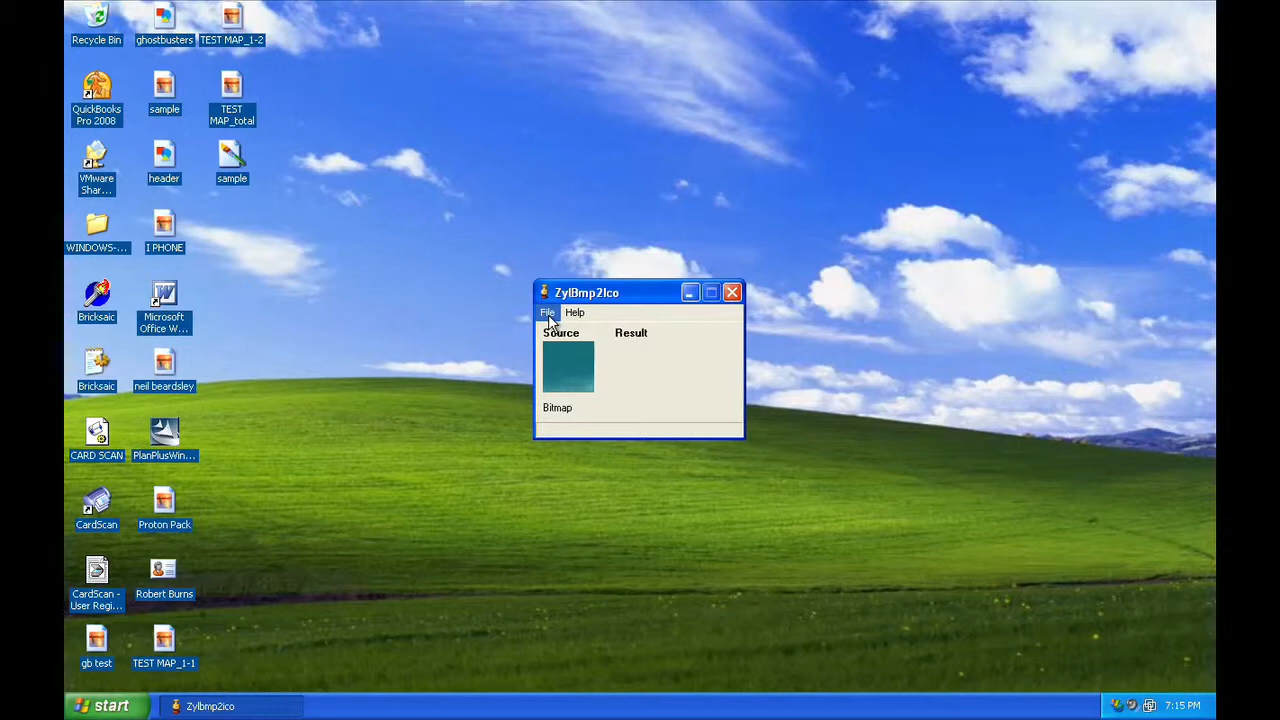 Recycle Bin
ghostbusters
TEST MAP_1-2
QuickBooks
Pro 2008
sample
TEST
MAP_total
VMware
Shar...
header
sample
WINDOWS-...
I PHONE
Bricksaic
Microsoft
Office W...
Bricksaic
neil beardsley
CARD SCAN
PlanPlusWin...
CardScan
Proton Pack
CardScan -
User Regi...
Robert Burns
gb test
TEST MAP_1-1
ZylBmp2Ico
File Help
Source Result
Bitmap
start
Zylbmp2ico
7:15 PM